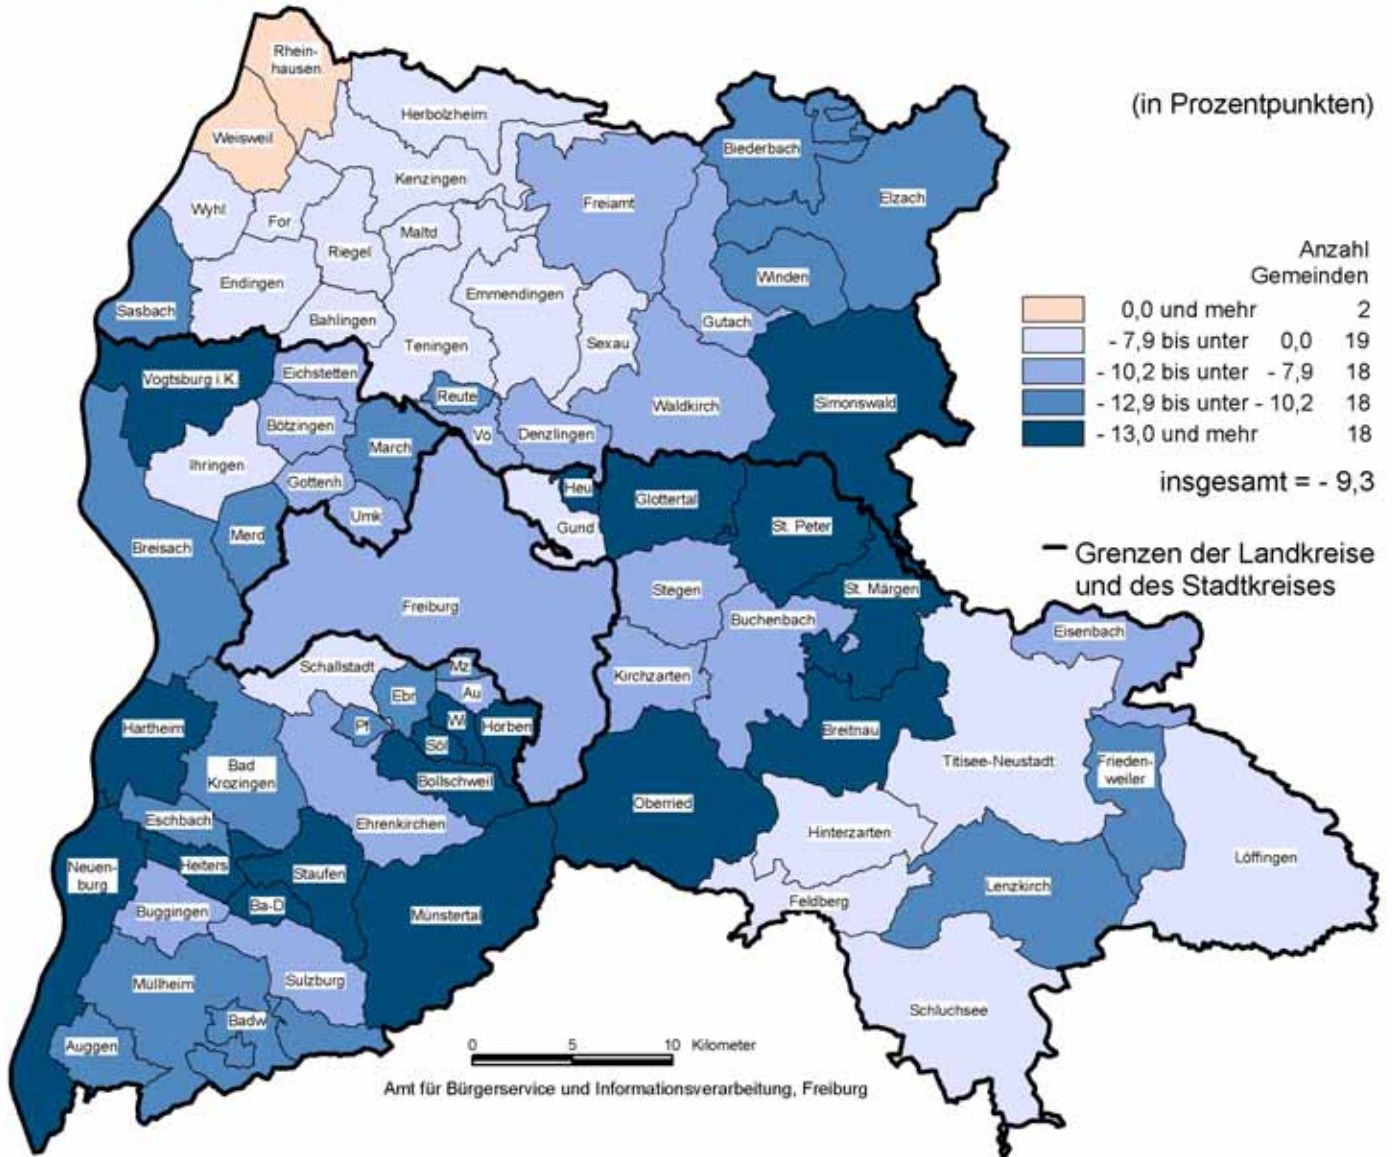 Rhein-
hausen
(in Prozentpunkten)
Herbolzheim
Weisweil
Biederbach
Kenzingen
Elzach
Freiamt
Wyhl
For
Maltd
Riegel
Anzahl
Gemeinden
Winden
Endingen
Emmendingen
Sasbach
0,0 und mehr 2
Bahlingen
Gutach
- 7,9 bis unter 0,0 19
Teningen
Sexau
Eichstetten
- 10,2 bis unter - 7,9 18
Vogtsburg i.K.
Reute
Waldkirch
Simonswald
- 12,9 bis unter - 10,2 18
Bötzingen
Vo
Denzlingen
- 13,0 und mehr 18
March
Ihringen
Gottenh
Heu
Glottertal
insgesamt = - 9,3
Umk
Gund
St. Peter
Merd
Breisach
Grenzen der Landkreise
und des Stadtkreises
Stegen
St. Märgen
Freiburg
Buchenbach
Eisenbach
Schallstadt
Mz
Kirchzarten
Ebr
Au
Hartheim
Pf
Wi
Horben
Breitnau
Söl
Bad
Krozingen
Titisee-Neustadt
Frieden-
weiler
Bollschweil
Oberried
Eschbach
Ehrenkirchen
Hinterzarten
Löffingen
Neuen-
burg
Heiters
Staufen
Lenzkirch
Ba-D
Feldberg
Buggingen
Münstertal
Müllheim
Sulzburg
Schluchsee
Badw
Auggen
0 5 10 Kilometer
Amt für Bürgerservice und Informationsverarbeitung, Freiburg